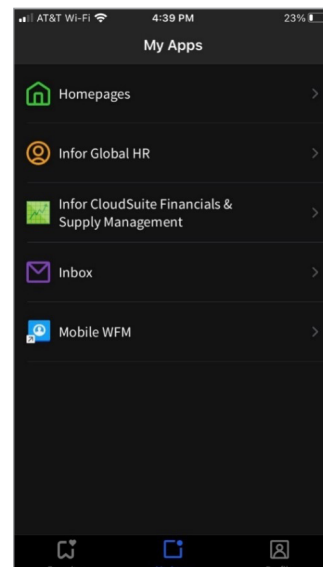 AT&T Wi-Fi 4:39 PM 23%
My Apps
Homepages
Infor Global HR
Infor CloudSuite Financials &
Supply Management
Inbox
Mobile WFM